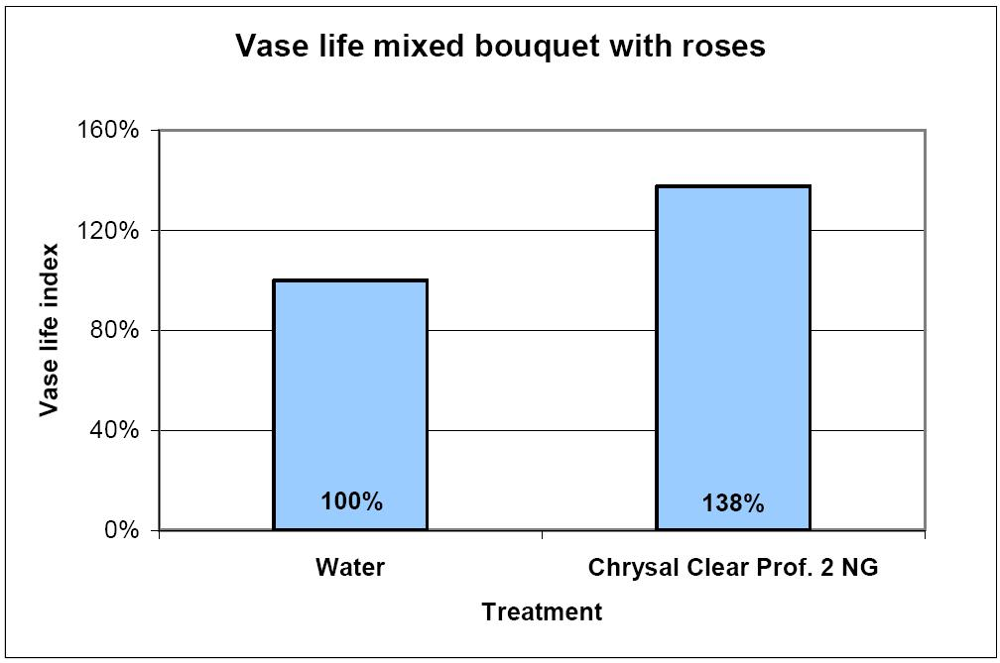 Vase life mixed bouquet with roses
160%
120%
80%
40%
0%
Vase life index
100%
138%
Water
Chrysal Clear Prof. 2 NG
Treatment